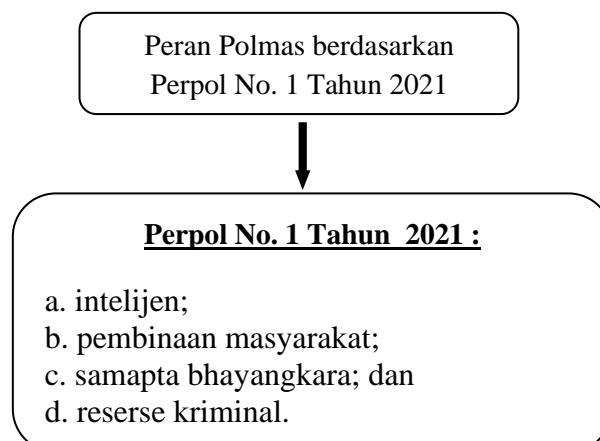 Peran Polmas berdasarkan
Perpol No. 1 Tahun 2021
Perpol No. 1 Tahun 2021 :
a. intelijen;
b. pembinaan masyarakat;
c. samapta bhayangkara; dan
d. reserse kriminal.